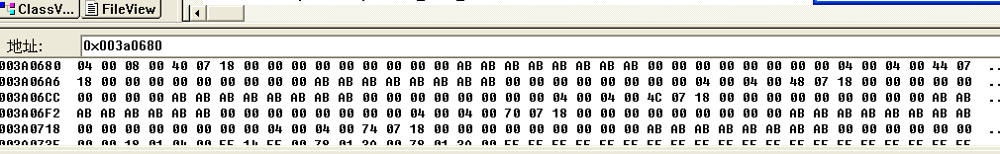 ClassV... FileView
地址: 0x003a0680
003A0680 04 00 08 00 40 07 18 00 00 00 00 00 00 00 00 00 AB AB AB AB AB AB AB AB 00 00 00 00 00 00 00 00 04 00 04 00 44 07 ..
003A06A6 18 00 00 00 00 00 00 00 00 00 AB AB AB AB AB AB AB AB 00 00 00 00 00 00 00 00 04 00 04 00 48 07 18 00 00 00 00 00 ..
003A06CC 00 00 00 00 AB AB AB AB AB AB AB AB 00 00 00 00 00 00 00 00 04 00 04 00 4C 07 18 00 00 00 00 00 00 00 00 00 AB AB ..
003A06F2 AB AB AB AB AB AB 00 00 00 00 00 00 00 00 04 00 04 00 70 07 18 00 00 00 00 00 00 00 00 00 AB AB AB AB AB AB AB AB
003A0718 00 00 00 00 00 00 00 00 04 00 04 00 74 07 18 00 00 00 00 00 00 00 00 00 AB AB AB AB AB AB AB AB 00 00 00 00 00 00 ..